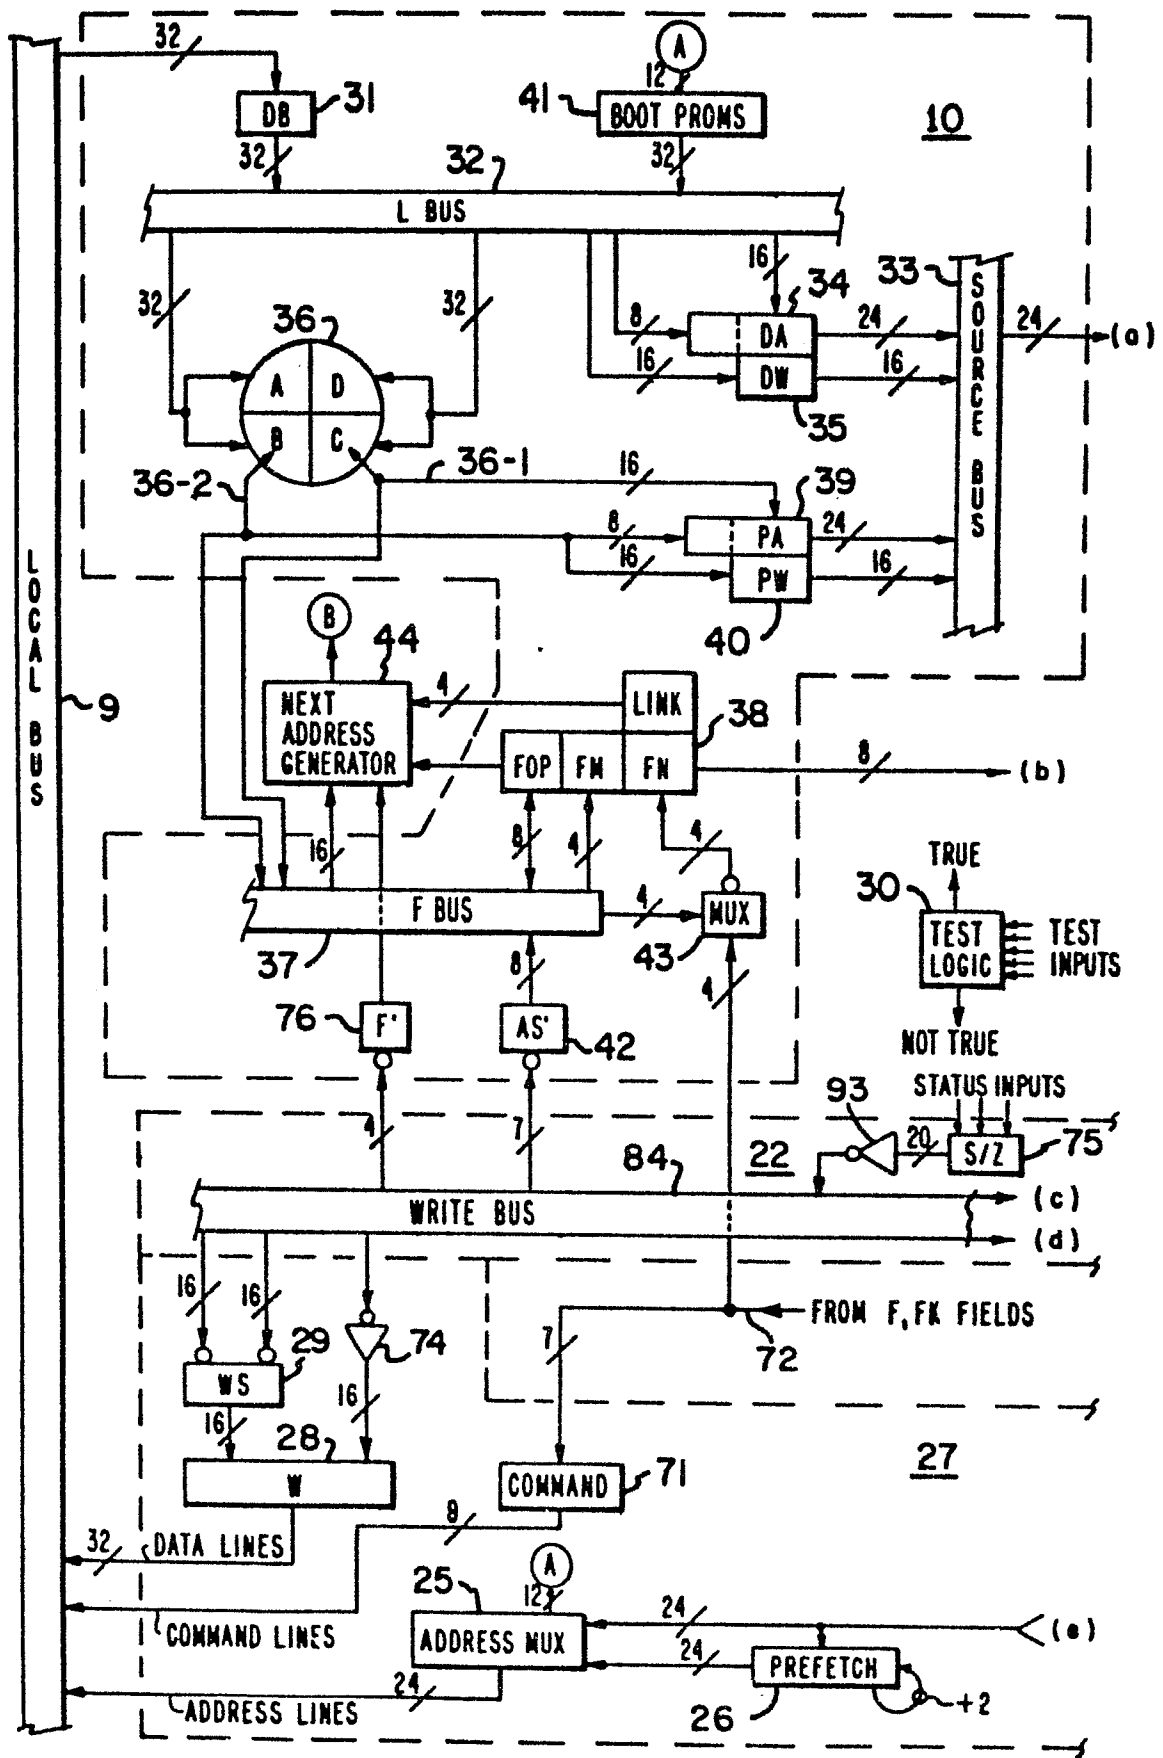 32
A
12
DB
31
41
BOOT PROMS
10
32
32
32
L BUS
16
34
33
32
32
36
8
DA
24
24
(a)
16
DW
16
35
SOURCE BUS
A
D
B
C
36-2
36-1
16
39
8
PA
24
16
PW
16
40
LOCAL BUS
9
B
44
NEXT
ADDRESS
GENERATOR
4
LINK
38
FOP
FM
FN
8
(b)
16
8
4
4
F BUS
4
MUX
37
43
8
4
TRUE
30
TEST
LOGIC
TEST
INPUTS
NOT TRUE
76
F'
AS'
42
STATUS INPUTS
93
4
7
22
20
S/Z
75
84
WRITE BUS
(c)
(d)
16
16
FROM F, FK FIELDS
29
74
7
72
WS
16
16
28
W
COMMAND
71
27
32
DATA LINES
A
COMMAND LINES
25
12
24
(e)
ADDRESS MUX
24
PREFETCH
24
26
+2
ADDRESS LINES